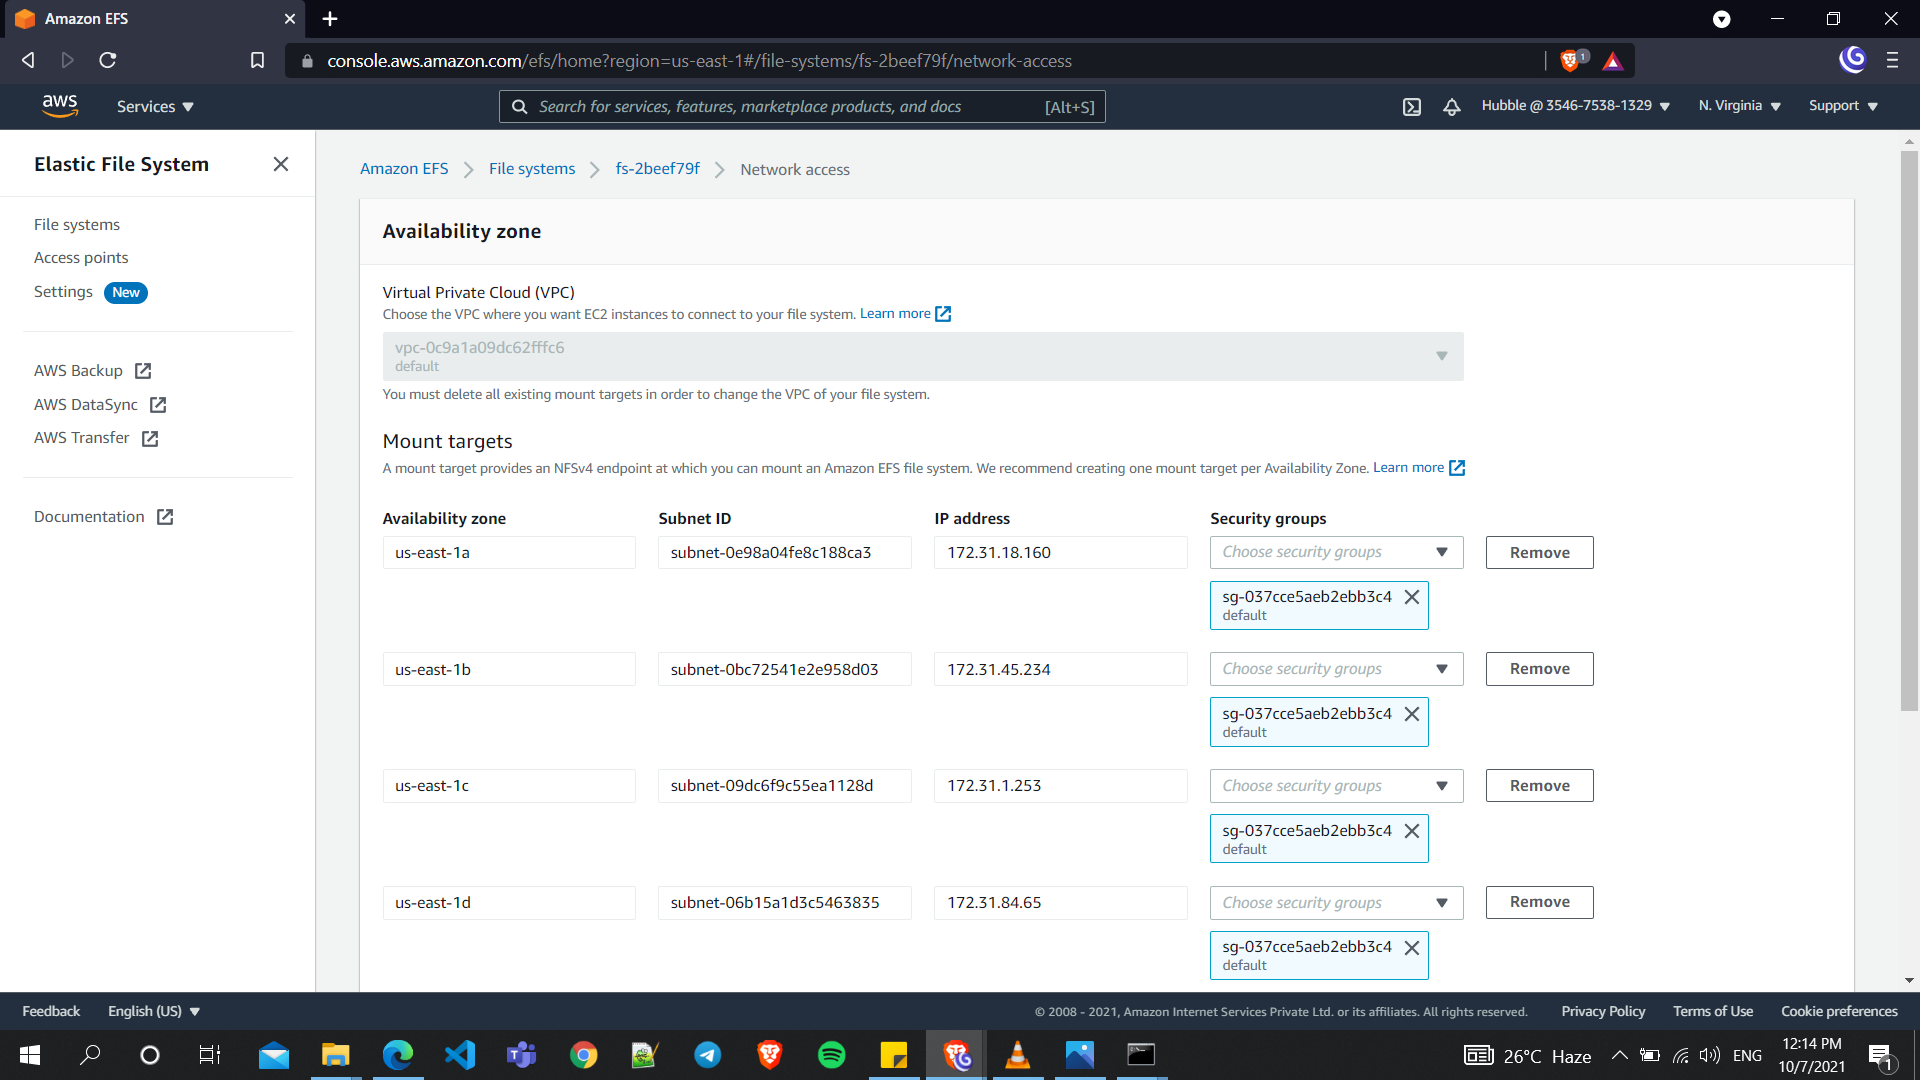 Amazon EFS
console.aws.amazon.com/efs/home?region=us-east-1#/file-systems/fs-2beef79f/network-access
1
aws
Services
Search for services, features, marketplace products, and docs [Alt+S]
Hubble @ 3546-7538-1329
N. Virginia
Support
Elastic File System
File systems
Access points
Settings New
AWS Backup
AWS DataSync
AWS Transfer
Documentation
Amazon EFS
File systems
fs-2beef79f
Network access
Availability zone
Virtual Private Cloud (VPC)
Choose the VPC where you want EC2 instances to connect to your file system. Learn more
vpc-0c9a1a09dc62fffc6
default
You must delete all existing mount targets in order to change the VPC of your file system.
Mount targets
A mount target provides an NFSv4 endpoint at which you can mount an Amazon EFS file system. We recommend creating one mount target per Availability Zone. Learn more
Availability zone Subnet ID IP address Security groups
us-east-1a subnet-0e98a04fe8c188ca3 172.31.18.160 Choose security groups Remove
sg-037cce5aeb2ebb3c4
default
us-east-1b subnet-0bc72541e2e958d03 172.31.45.234 Choose security groups Remove
sg-037cce5aeb2ebb3c4
default
us-east-1c subnet-09dc6f9c55ea1128d 172.31.1.253 Choose security groups Remove
sg-037cce5aeb2ebb3c4
default
us-east-1d subnet-06b15a1d3c5463835 172.31.84.65 Choose security groups Remove
sg-037cce5aeb2ebb3c4
default
Feedback
English (US)
© 2008 - 2021, Amazon Internet Services Private Ltd. or its affiliates. All rights reserved.
Privacy Policy
Terms of Use
Cookie preferences
26°C Haze
ENG
12:14 PM
10/7/2021
1